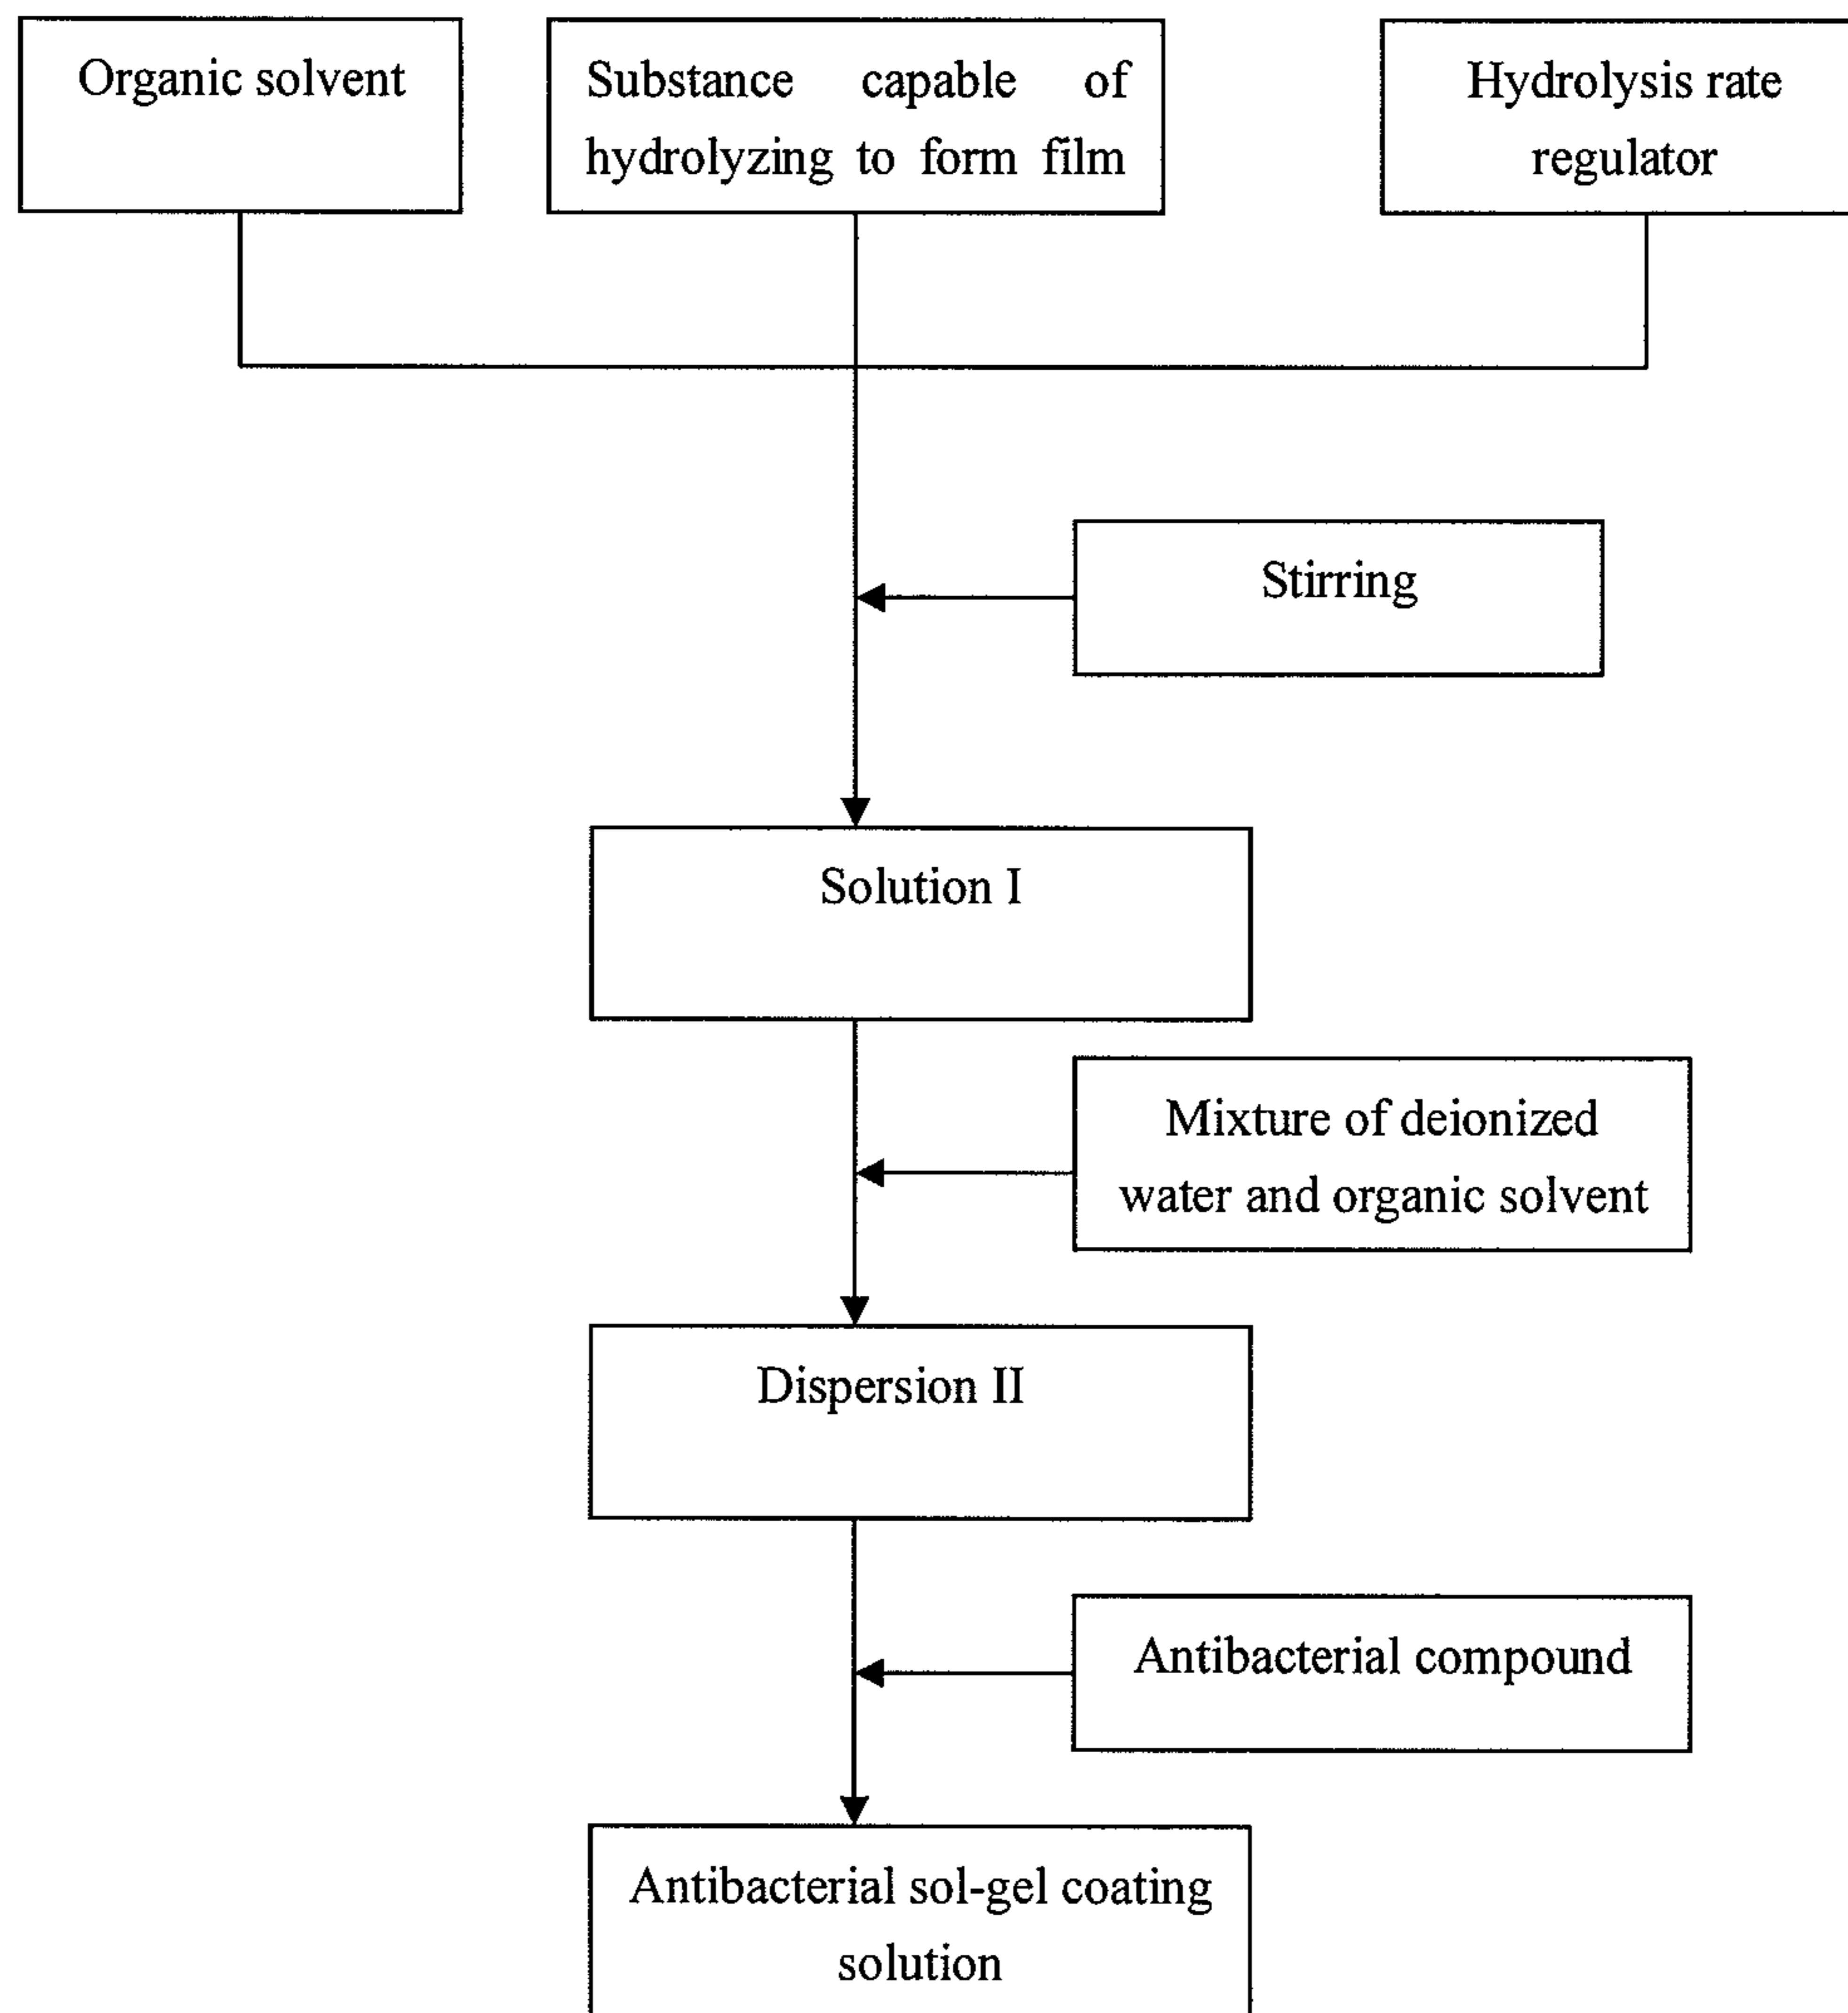 Organic solvent
Substance capable of
hydrolyzing to form film
Hydrolysis rate
regulator
Stirring
Solution I
Mixture of deionized
water and organic solvent
Dispersion II
Antibacterial compound
Antibacterial sol-gel coating
solution